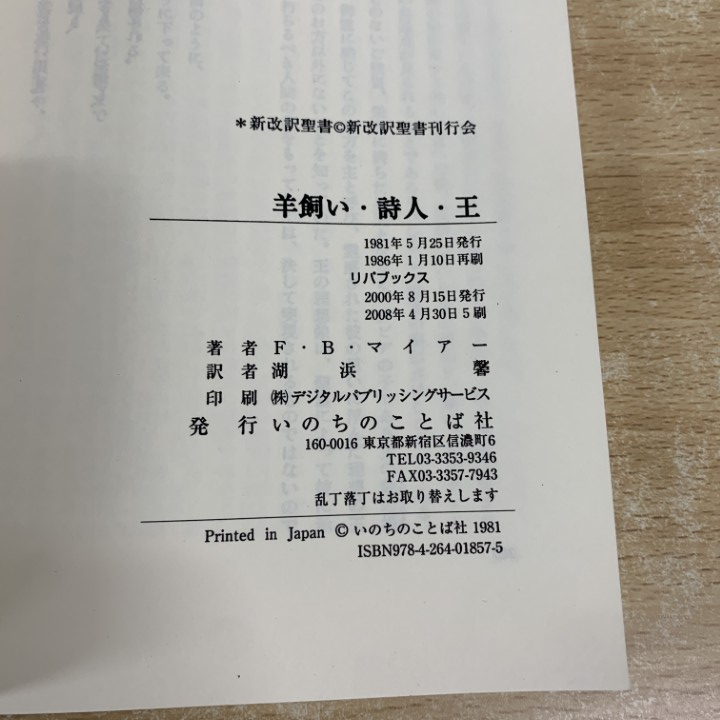 *新改訳聖書©新改訳聖書刊行会
羊飼い・詩人・王
1981年5月25日発行
1986年1月10日再刷
リバブックス
2000年8月15日発行
2008年4月30日5刷
著者 F・B・マイアー
訳者 湖浜馨
印刷 ㈱デジタルパブリッシングサービス
発行 いのちのことば社
160-0016 東京都新宿区信濃町6
TEL03-3353-9346
FAX03-3357-7943
乱丁落丁はお取り替えします
Printed in Japan © いのちのことば社 1981
ISBN978-4-264-01857-5